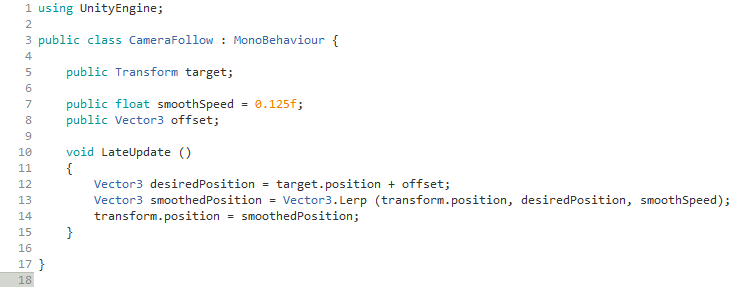 1 using UnityEngine;
2
3 public class CameraFollow : MonoBehaviour {
4
5     public Transform target;
6
7     public float smoothSpeed = 0.125f;
8     public Vector3 offset;
9
10     void LateUpdate ()
11     {
12         Vector3 desiredPosition = target.position + offset;
13         Vector3 smoothedPosition = Vector3.Lerp (transform.position, desiredPosition, smoothSpeed);
14         transform.position = smoothedPosition;
15     }
16
17 }
18